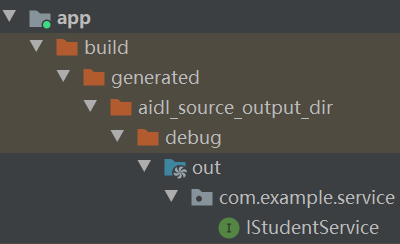 app
build
generated
aidl_source_output_dir
debug
out
com.example.service
I IStudentService